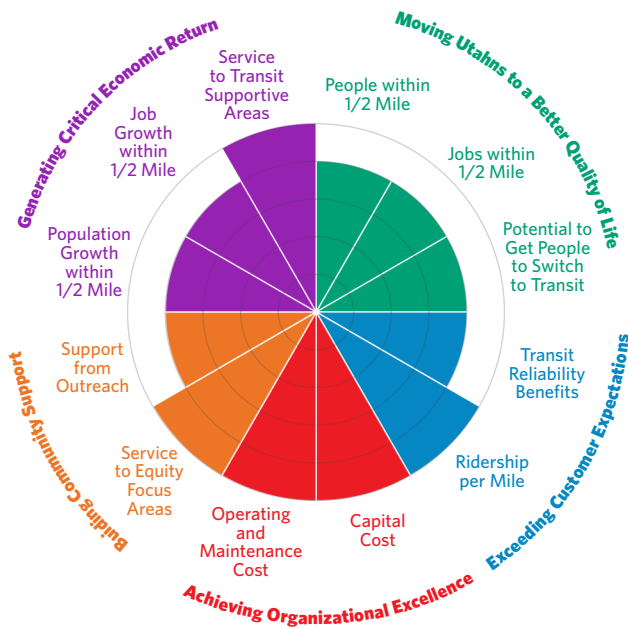 Generating Critical Economic Return
Moving Utahns to a Better Quality of Life
Service
to Transit
Supportive
Areas
People within
1/2 Mile
Job
Growth
within
1/2 Mile
Jobs within
1/2 Mile
Population
Growth
within
1/2 Mile
Potential to
Get People
to Switch
to Transit
Support
from
Outreach
Transit
Reliability
Benefits
Service
to Equity
Focus
Areas
Ridership
per Mile
Operating
and
Maintenance
Cost
Capital
Cost
Building Community Support
Exceeding Customer Expectations
Achieving Organizational Excellence